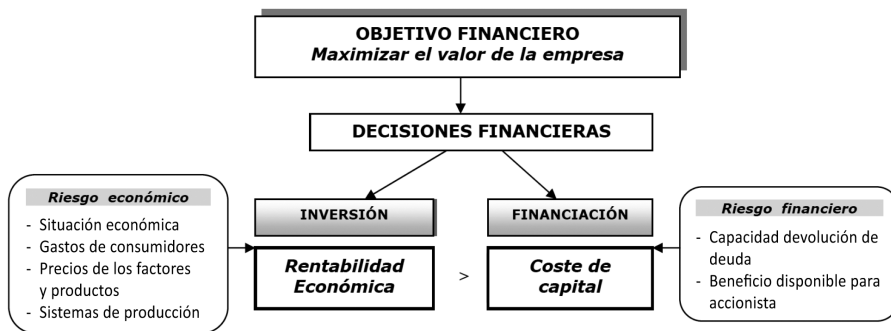 OBJETIVO FINANCIERO
Maximizar el valor de la empresa
DECISIONES FINANCIERAS
Riesgo económico
- Situación económica
- Gastos de consumidores
- Precios de los factores
y productos
- Sistemas de producción
INVERSIÓN
Rentabilidad
Económica
>
FINANCIACIÓN
Coste de
capital
Riesgo financiero
- Capacidad devolución de
deuda
- Beneficio disponible para
accionista